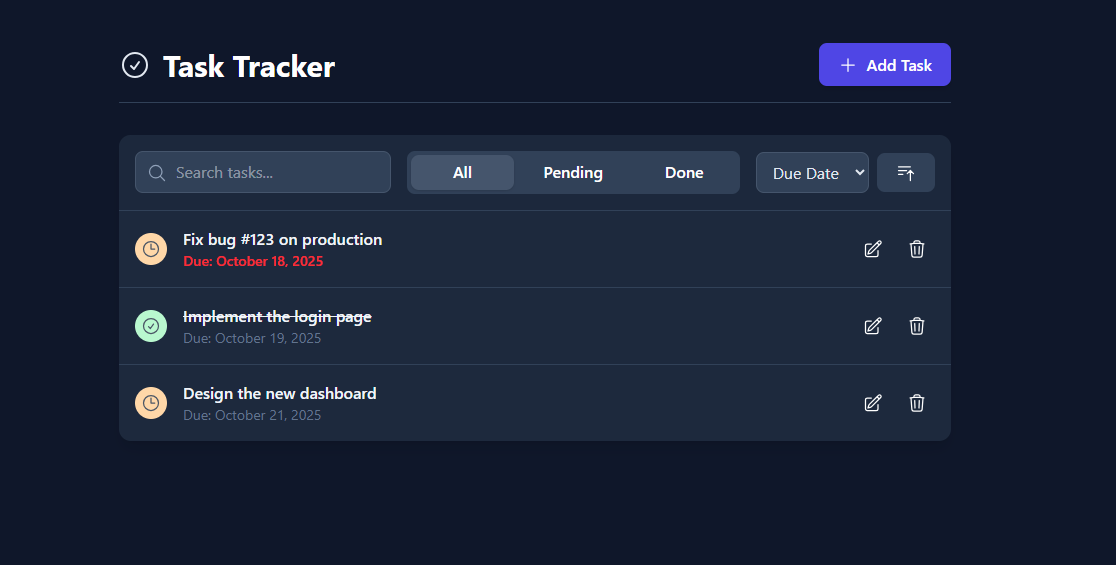 Task Tracker
Add Task
Search tasks...
All
Pending
Done
Due Date
Fix bug #123 on production
Due: October 18, 2025
Implement the login page
Due: October 19, 2025
Design the new dashboard
Due: October 21, 2025